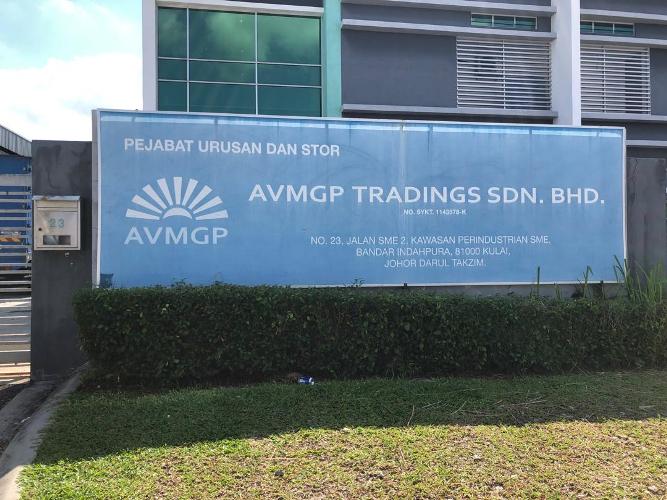 PEJABAT URUSAN DAN STOR
AVMGP
AVMGP TRADINGS SDN. BHD.
NO. SYKT. 1143378-K
NO. 23, JALAN SME 2, KAWASAN PERINDUSTRIAN SME,
BANDAR INDAHPURA, 81000 KULAI,
JOHOR DARUL TAKZIM.
23